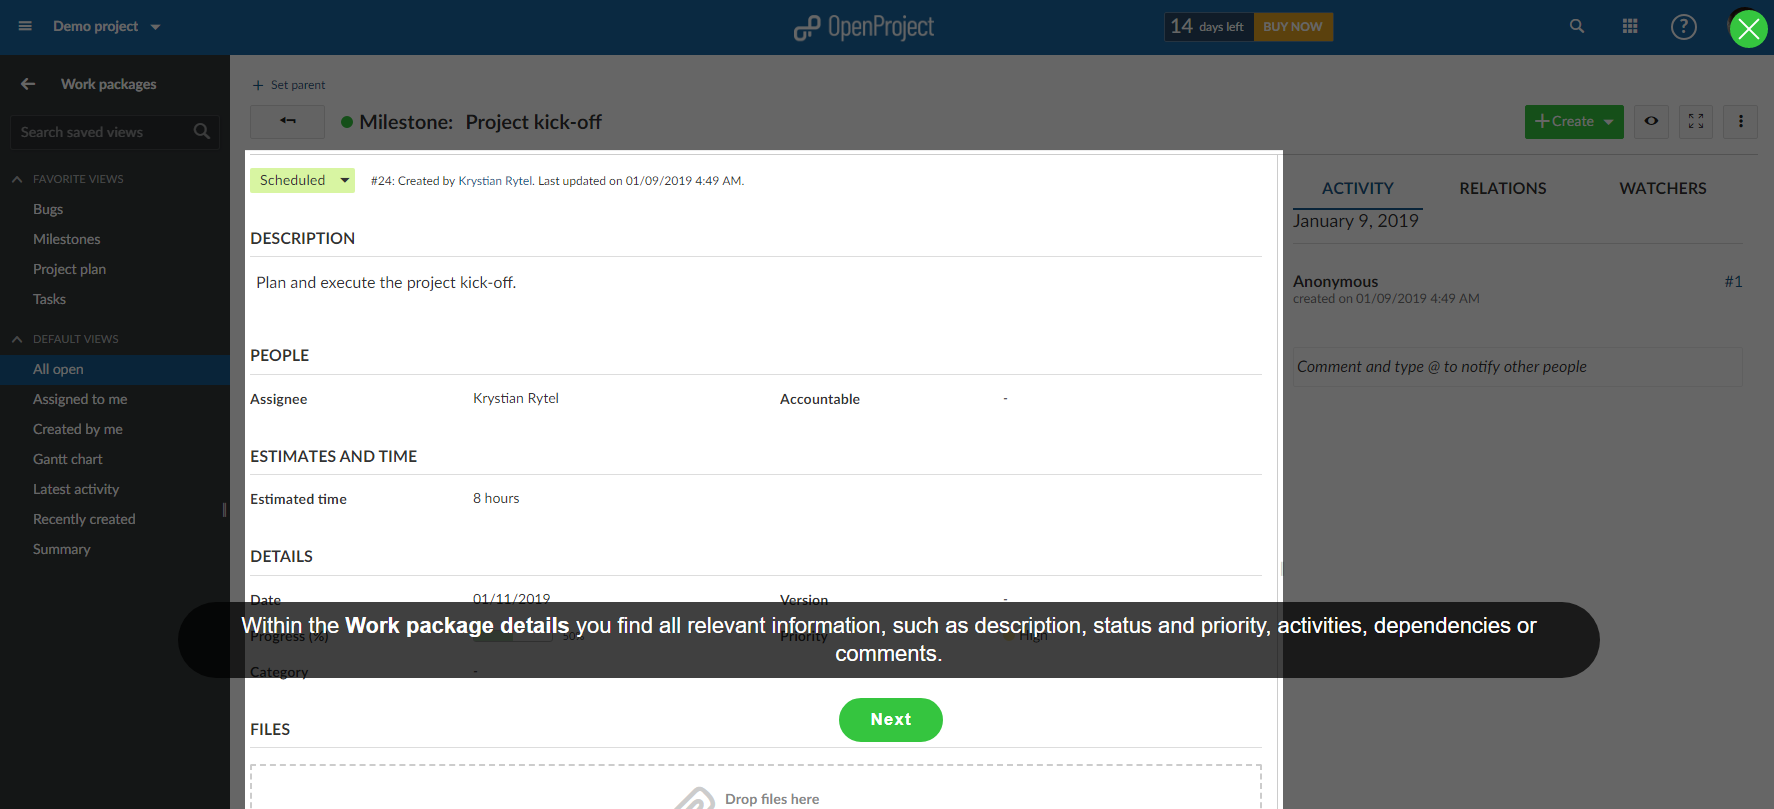 Demo project
OpenProject
14 days left BUY NOW
?
Work packages
Search saved views
FAVORITE VIEWS
Bugs
Milestones
Project plan
Tasks
DEFAULT VIEWS
All open
Assigned to me
Created by me
Gantt chart
Latest activity
Recently created
Summary
+ Set parent
Milestone: Project kick-off
+Create
Scheduled
#24: Created by Krystian Rytel. Last updated on 01/09/2019 4:49 AM.
DESCRIPTION
Plan and execute the project kick-off.
PEOPLE
Assignee Krystian Rytel Accountable -
ESTIMATES AND TIME
Estimated time 8 hours
DETAILS
Date 01/11/2019 Version -
Progress (%) 50% Priority High
Category -
Within the Work package details you find all relevant information, such as description, status and priority, activities, dependencies or
comments.
Next
FILES
Drop files here
ACTIVITY RELATIONS WATCHERS
January 9, 2019
Anonymous #1
created on 01/09/2019 4:49 AM
Comment and type @ to notify other people